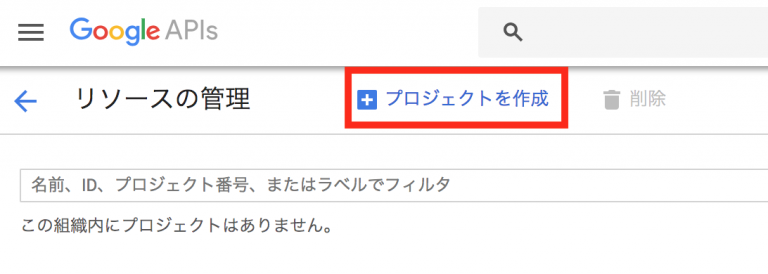 Google APIs
リソースの管理 プロジェクトを作成 削除
名前、ID、プロジェクト番号、またはラベルでフィルタ
この組織内にプロジェクトはありません。